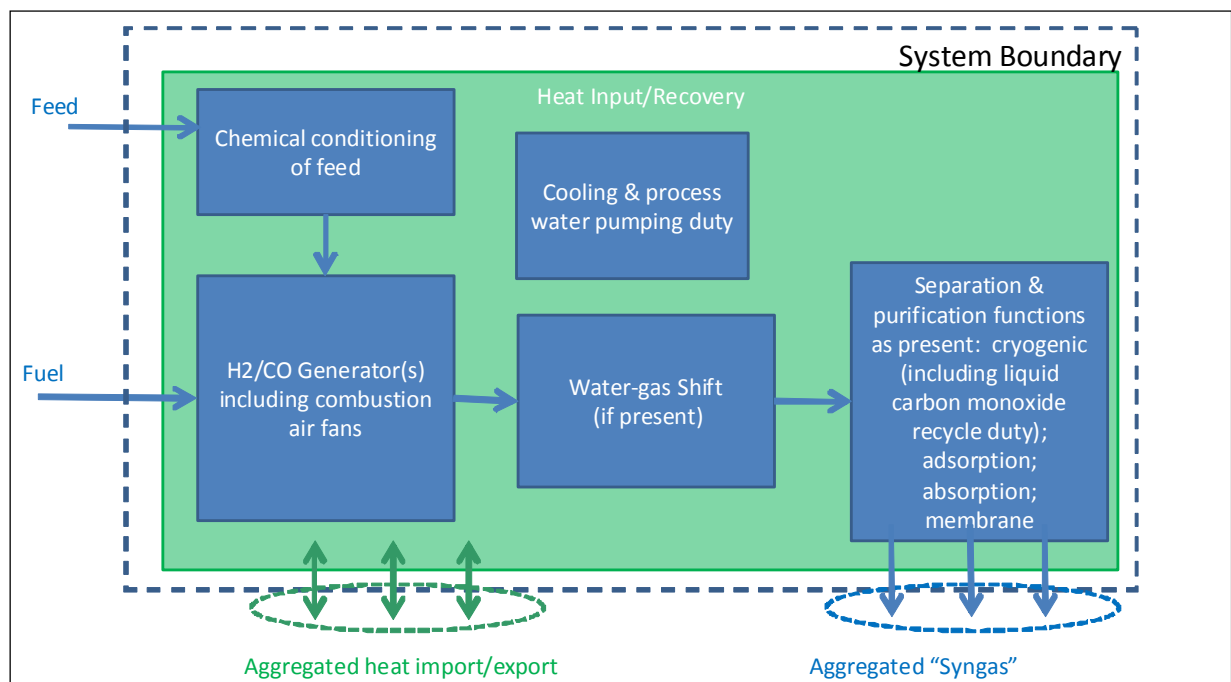 System Boundary
Heat Input/Recovery
Feed
Chemical conditioning
of feed
Cooling & process
water pumping duty
Fuel
H2/CO Generator(s)
including combustion
air fans
Water-gas Shift
(if present)
Separation &
purification functions
as present:  cryogenic
(including liquid
carbon monoxide
recycle duty);
adsorption;
absorption;
membrane
Aggregated heat import/export
Aggregated “Syngas”